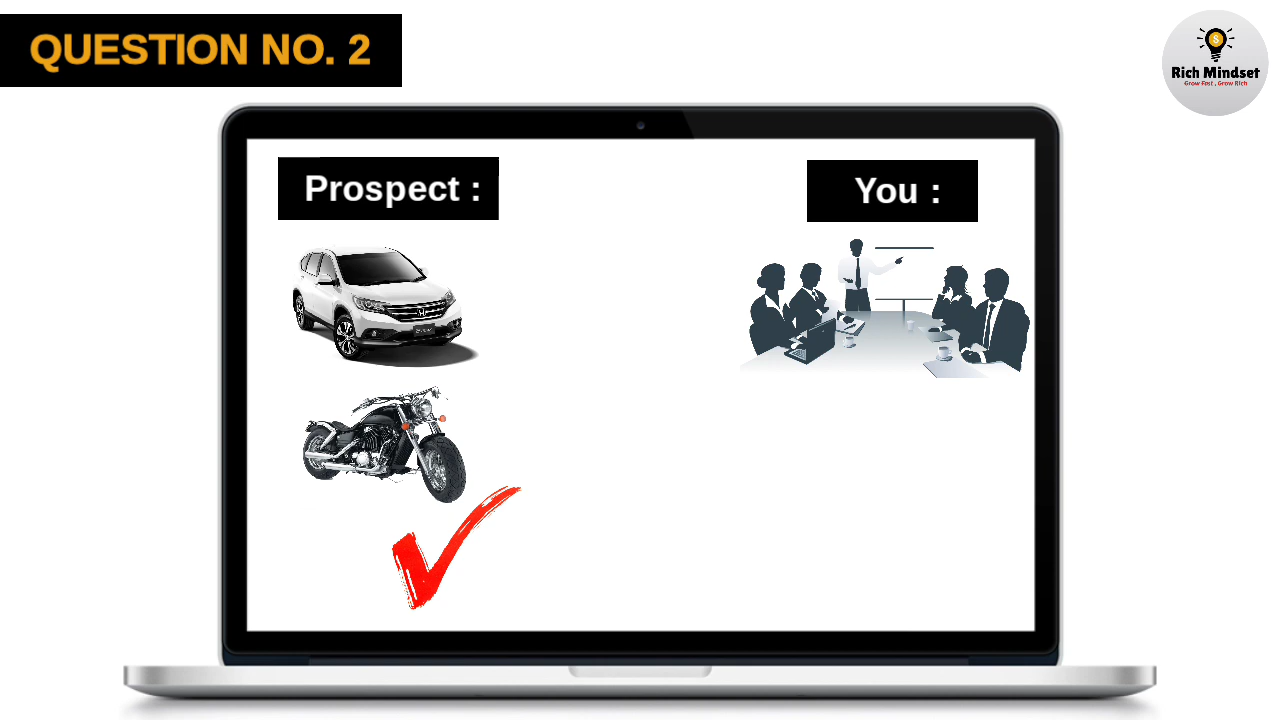 QUESTION NO. 2
Rich Mindset
Grow Fast , Grow Rich
Prospect :
You :